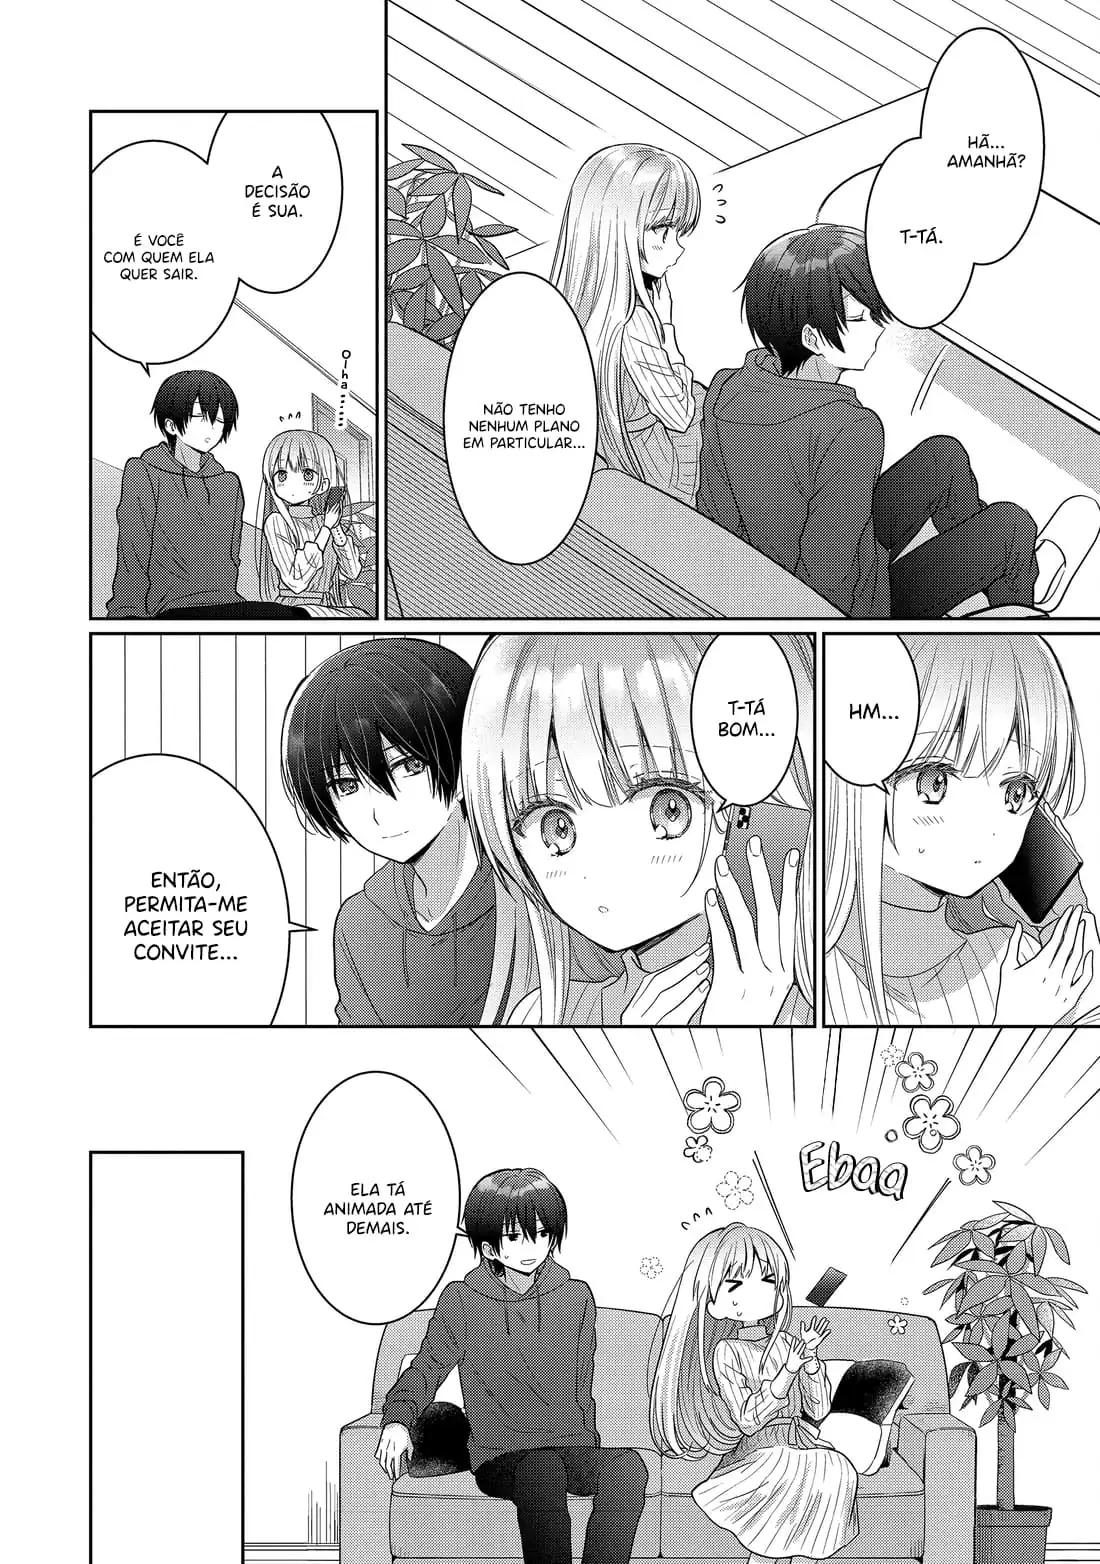 HÃ...
AMANHÃ?
T-TÁ.
NÃO TENHO
NENHUM PLANO
EM PARTICULAR...
A
DECISÃO
É SUA.
É VOCÊ
COM QUEM ELA
QUER SAIR.
Olha........
HM...
T-TÁ
BOM...
ENTÃO,
PERMITA-ME
ACEITAR SEU
CONVITE...
Ebaa
ELA TÁ
ANIMADA ATÉ
DEMAIS.